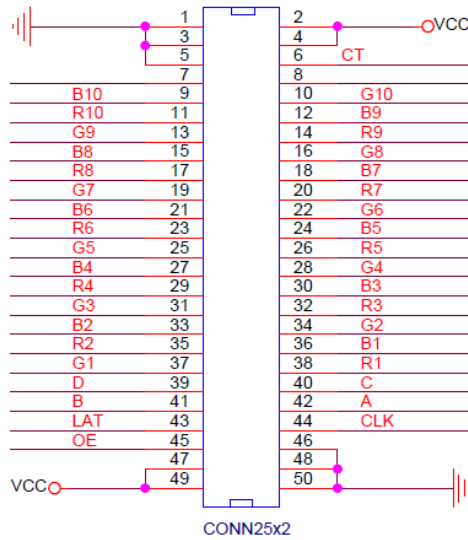 1 2 VCC
3 4
5 6 CT
7 8
B10 9 10 G10
R10 11 12 B9
G9 13 14 R9
B8 15 16 G8
R8 17 18 B7
G7 19 20 R7
B6 21 22 G6
R6 23 24 B5
G5 25 26 R5
B4 27 28 G4
R4 29 30 B3
G3 31 32 R3
B2 33 34 G2
R2 35 36 B1
G1 37 38 R1
D 39 40 C
B 41 42 A
LAT 43 44 CLK
OE 45 46
47 48
VCC 49 50
CONN25x2